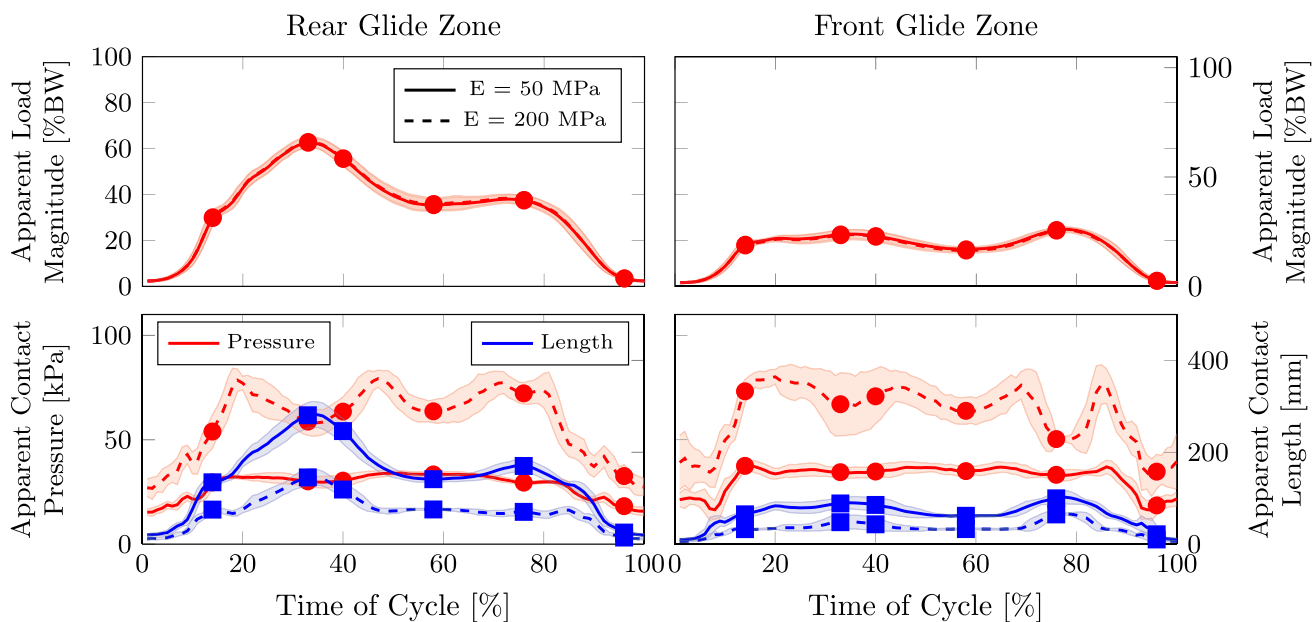 Rear Glide Zone
Front Glide Zone
Apparent Load
Magnitude [%BW]
100
80
60
40
20
0
E = 50 MPa
E = 200 MPa
100
50
0
Apparent Load
Magnitude [%BW]
Apparent Contact
Pressure [kPa]
100
50
0
Pressure
Length
400
200
0
Apparent Contact
Length [mm]
0 20 40 60 80 100
20 40 60 80 100
Time of Cycle [%]
Time of Cycle [%]